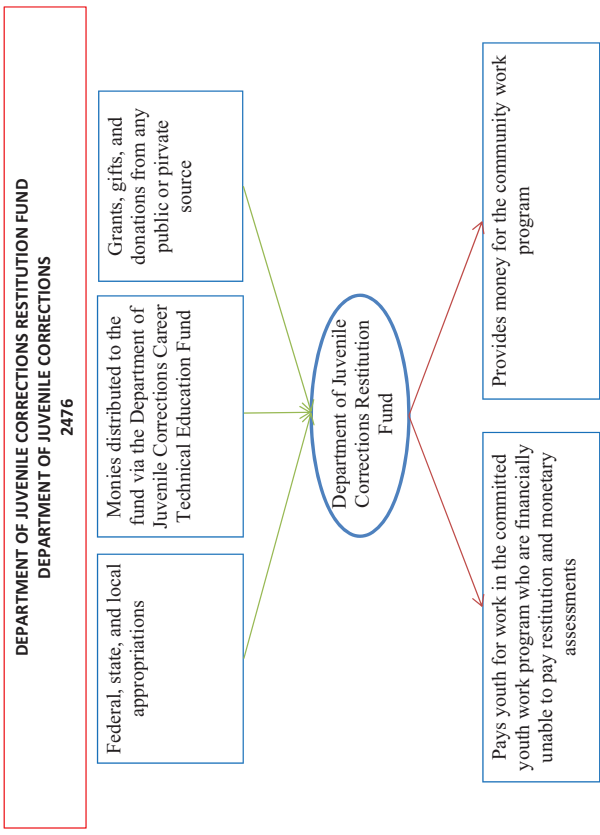 DEPARTMENT OF JUVENILE CORRECTIONS RESTITUTION FUND
DEPARTMENT OF JUVENILE CORRECTIONS
2476
Federal, state, and local
appropriations
Monies distributed to the
fund via the Department of
Juvenile Corrections Career
Technical Education Fund
Grants, gifts, and
donations from any
public or pirvate
source
Department of Juvenile
Corrections Restitution
Fund
Pays youth for work in the committed
youth work program who are financially
unable to pay restitution and monetary
assessments
Provides money for the community work
program